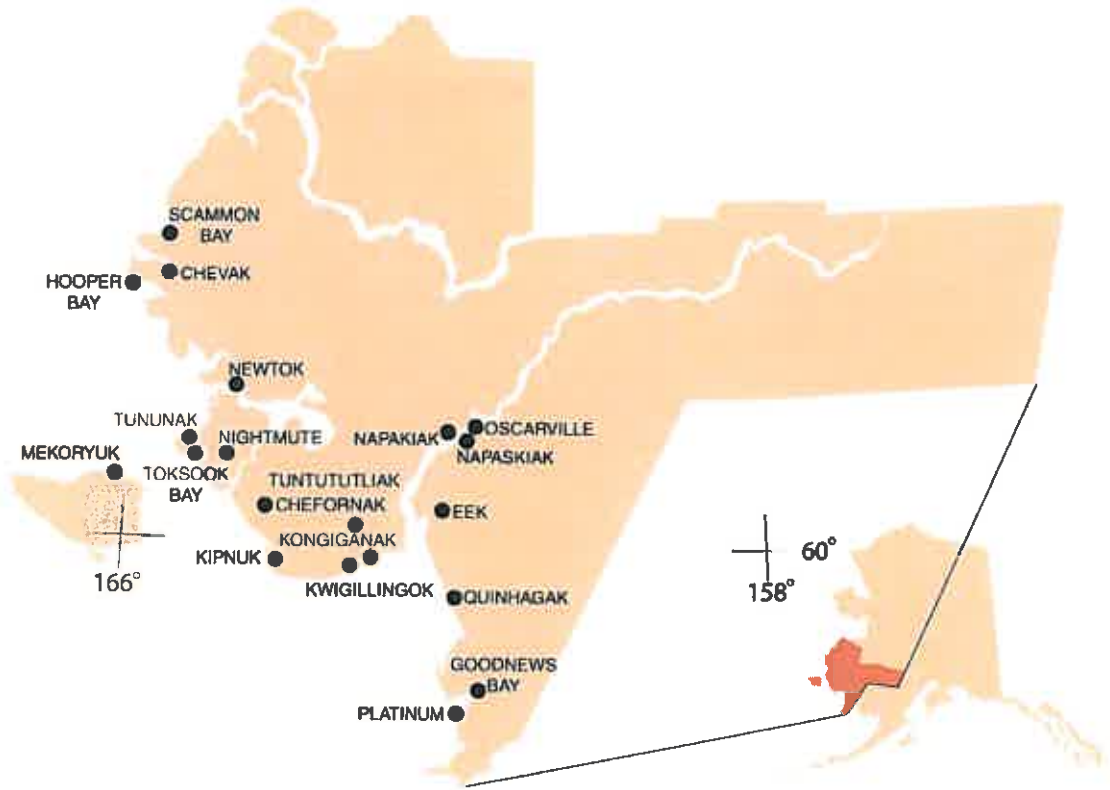 SCAMMON
BAY
CHEVAK
HOOPER
BAY
NEWTOK
TUNUNAK
NIGHTMUTE
MEKORYUK
TOKSOOK
BAY
NAPAKIAK
OSCARVILLE
NAPASKIAK
TUNTUTUTLIAK
CHEFORNAK
EEK
KONGIGANAK
KIPNUK
KWIGILLINGOK
166°
60°
158°
QUINHAGAK
GOODNEWS
BAY
PLATINUM